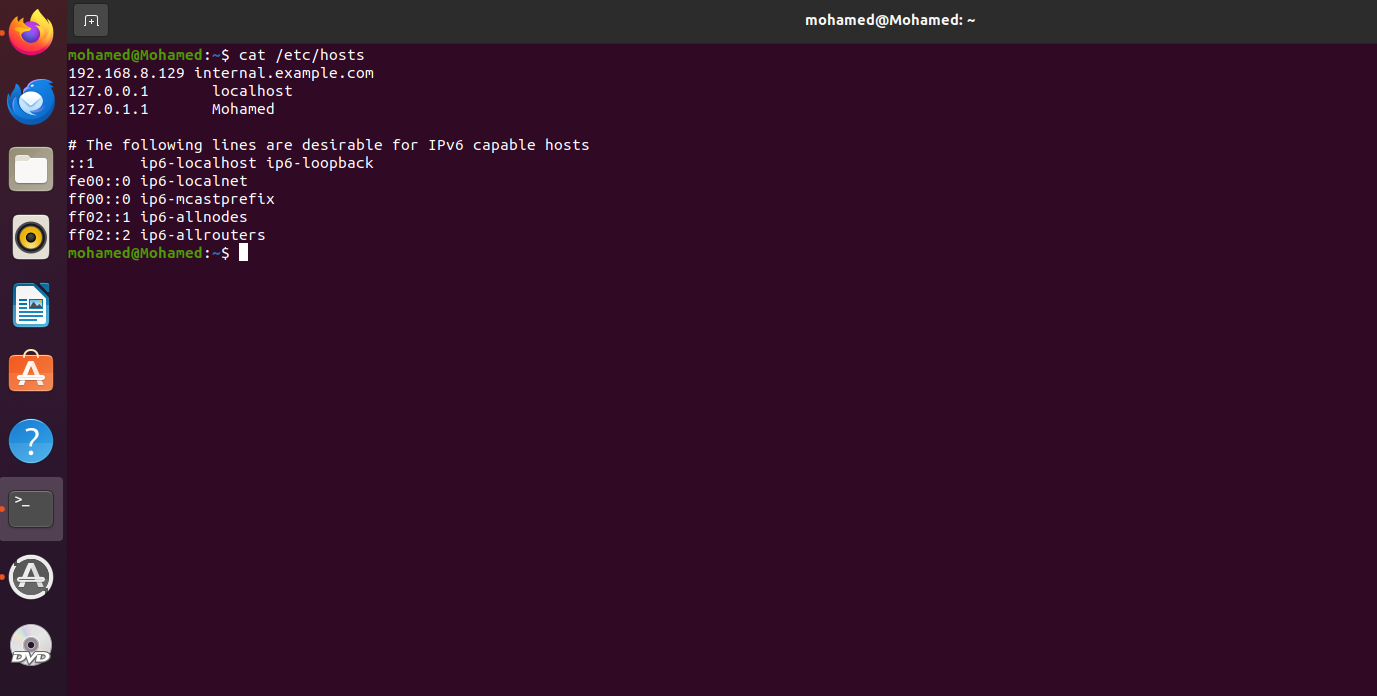 mohamed@Mohamed: ~
mohamed@Mohamed:~$ cat /etc/hosts
192.168.8.129 internal.example.com
127.0.0.1       localhost
127.0.1.1       Mohamed
# The following lines are desirable for IPv6 capable hosts
::1     ip6-localhost ip6-loopback
fe00::0 ip6-localnet
ff00::0 ip6-mcastprefix
ff02::1 ip6-allnodes
ff02::2 ip6-allrouters
mohamed@Mohamed:~$
?
>_
DVD